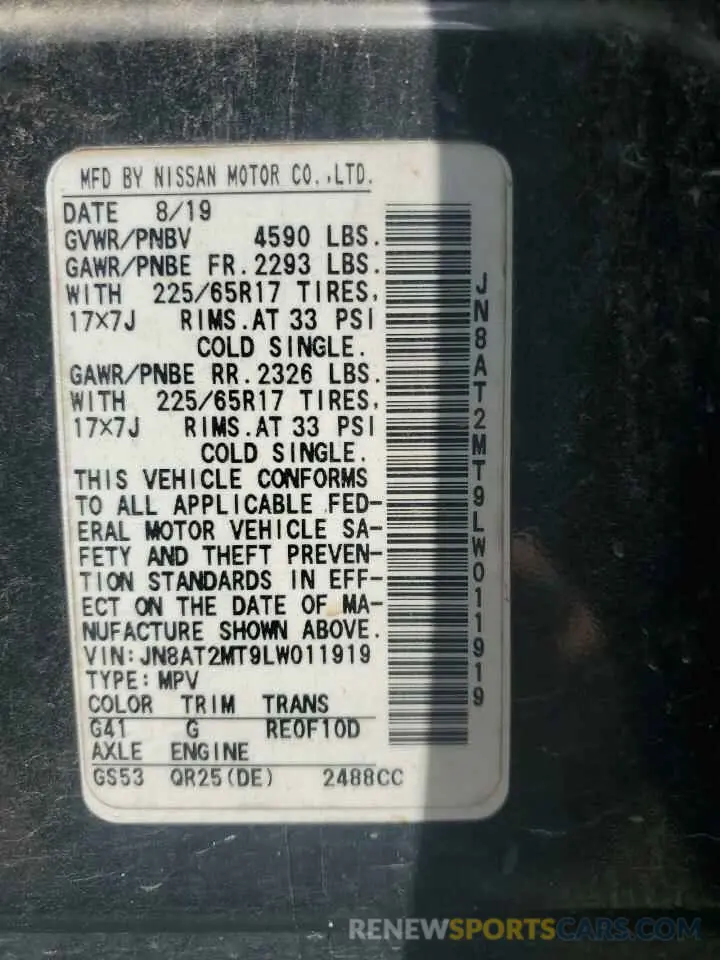 MFD BY NISSAN MOTOR CO.,LTD.
DATE 8/19
GVWR/PNBV 4590 LBS.
GAWR/PNBE FR.2293 LBS.
WITH 225/65R17 TIRES,
17×7J RIMS.AT 33 PSI
COLD SINGLE.
GAWR/PNBE RR.2326 LBS.
WITH 225/65R17 TIRES,
17×7J RIMS.AT 33 PSI
COLD SINGLE.
THIS VEHICLE CONFORMS
TO ALL APPLICABLE FED-
ERAL MOTOR VEHICLE SA-
FETY AND THEFT PREVEN-
TION STANDARDS IN EFF-
ECT ON THE DATE OF MA-
NUFACTURE SHOWN ABOVE.
VIN:JN8AT2MT9LW011919
TYPE:MPV
COLOR TRIM TRANS
G41 G RE0F10D
AXLE ENGINE
GS53 QR25(DE) 2488CC
JN8AT2MT9LW011919
RENEWSPORTSCARS.COM